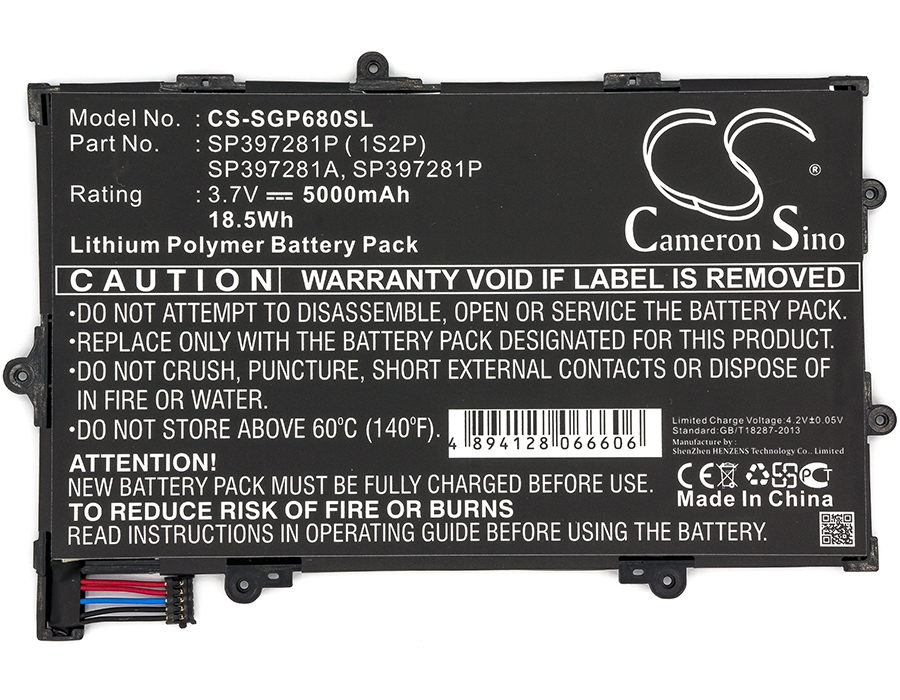 Model No. : CS-SGP680SL
Part No. : SP397281P ( 1S2P)
SP397281A, SP397281P
Rating : 3.7V ⎓ 5000mAh
18.5Wh
Lithium Polymer Battery Pack
Cameron Sino
®
CAUTION WARRANTY VOID IF LABEL IS REMOVED
•DO NOT ATTEMPT TO DISASSEMBLE, OPEN OR SERVICE THE BATTERY PACK.
•REPLACE ONLY WITH THE BATTERY PACK DESIGNATED FOR THIS PRODUCT.
•DO NOT CRUSH, PUNCTURE, SHORT EXTERNAL CONTACTS OR DISPOSE
IN FIRE OR WATER.
•DO NOT STORE ABOVE 60°C (140°F).
4 894128 066606
Limited Charge Voltage:4.2V±0.05V
Standard:GB/T18287-2013
Manufacture by :
ShenZhen HENZENS Technology Co., Limited
CE PCT
Made In China
ATTENTION!
NEW BATTERY PACK MUST BE FULLY CHARGED BEFORE USE.
TO REDUCE RISK OF FIRE OR BURNS
READ INSTRUCTIONS IN OPERATING GUIDE BEFORE USING THE BATTERY.